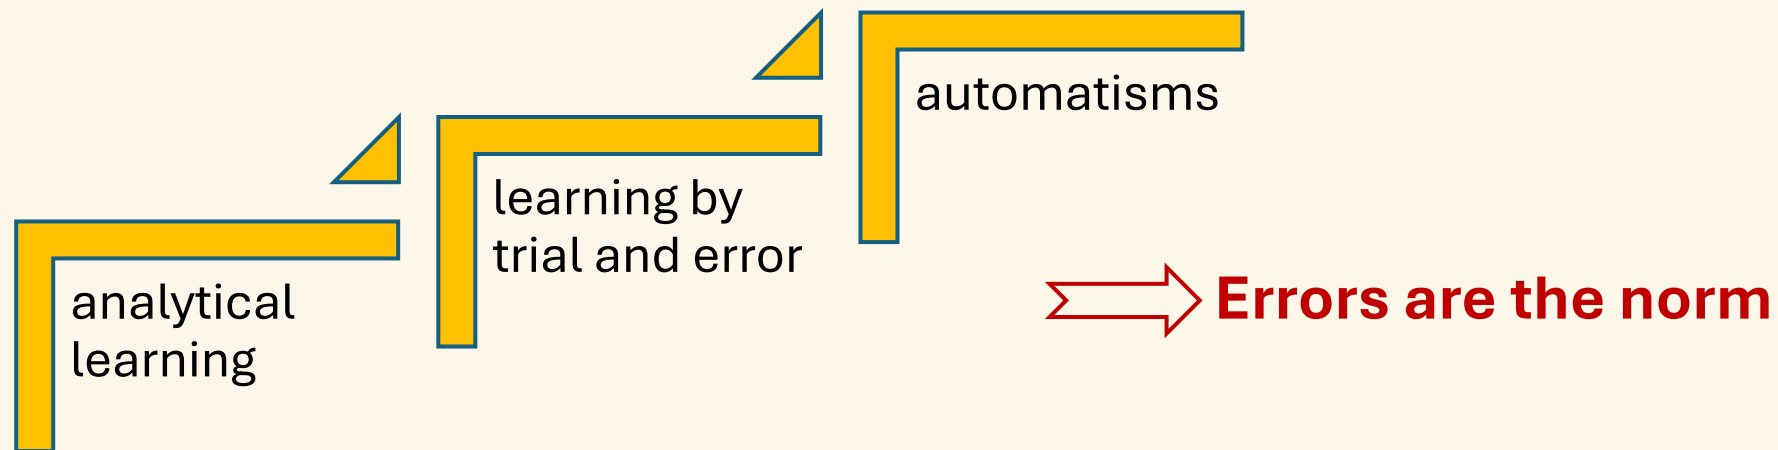 analytical
learning
learning by
trial and error
automatisms
Errors are the norm